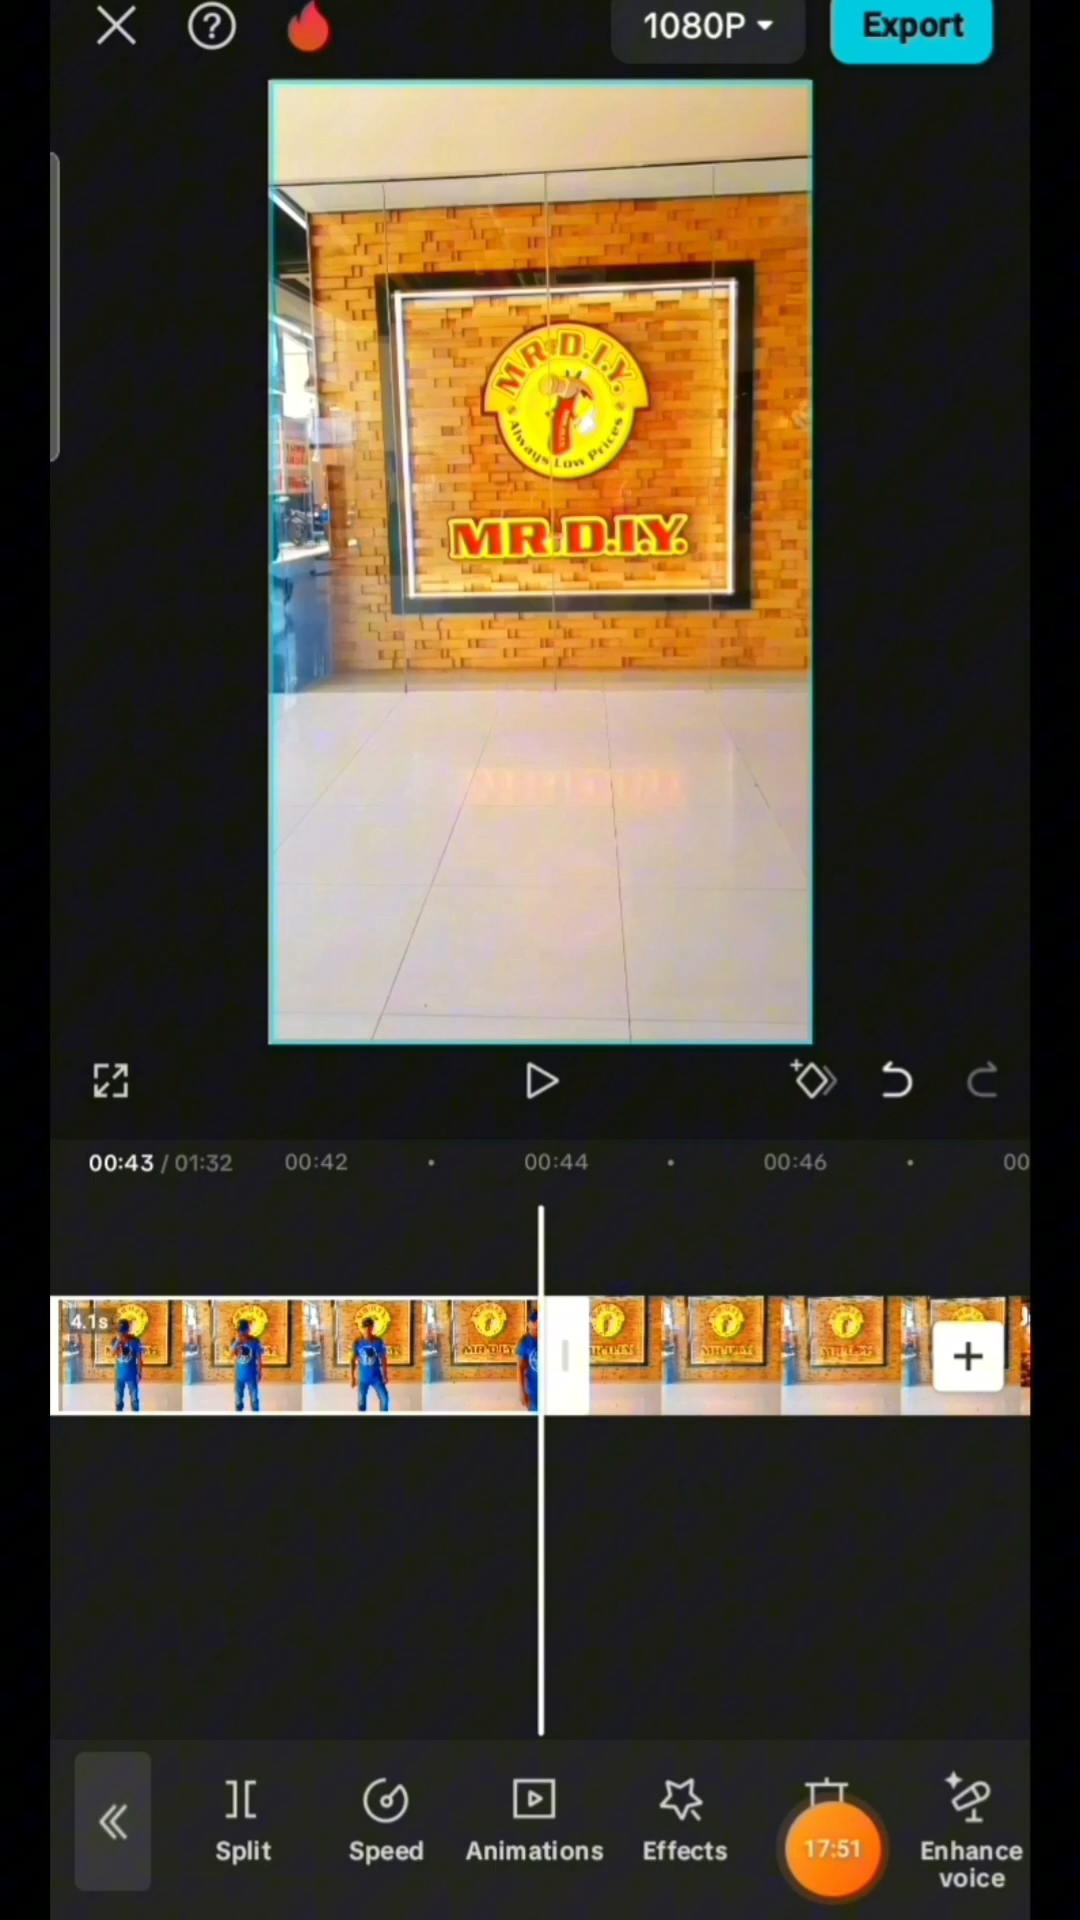 1080P
Export
MR.D.I.Y.
Always Low Prices
MR.D.I.Y.
00:43 / 01:32
00:42
00:44
00:46
00
4.1s
Split
Speed
Animations
Effects
17:51
Enhance
voice